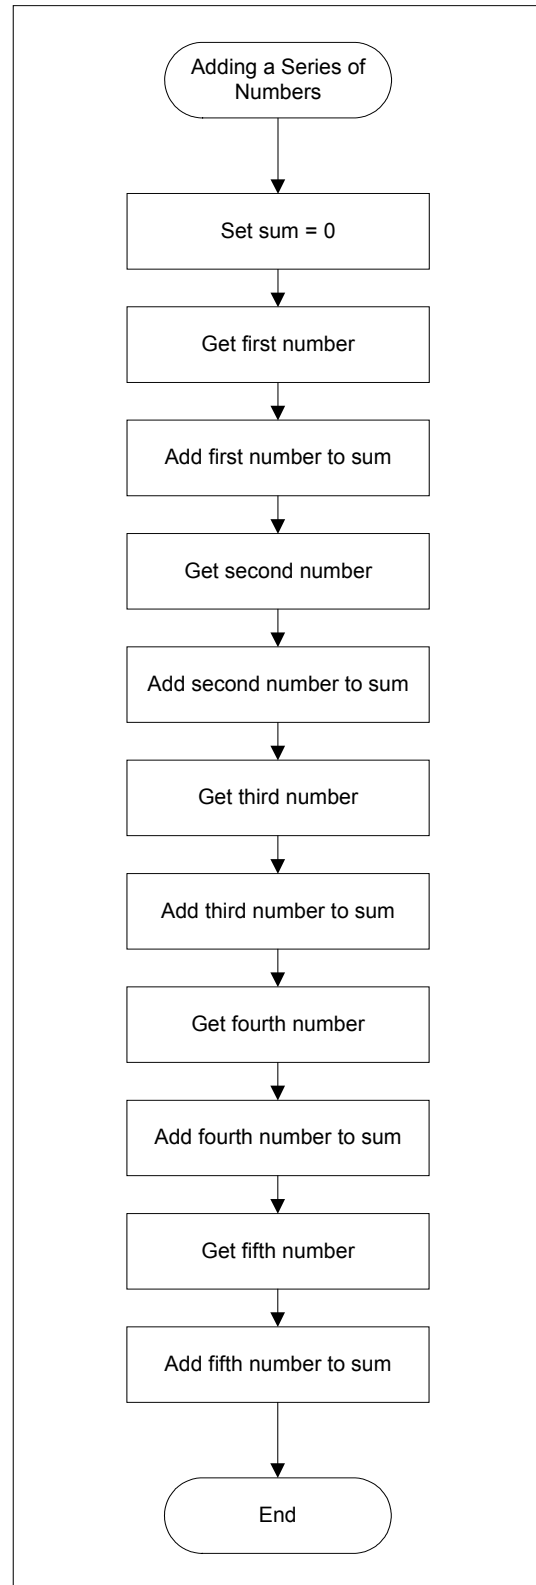 Adding a Series of
Numbers
Set sum = 0
Get first number
Add first number to sum
Get second number
Add second number to sum
Get third number
Add third number to sum
Get fourth number
Add fourth number to sum
Get fifth number
Add fifth number to sum
End